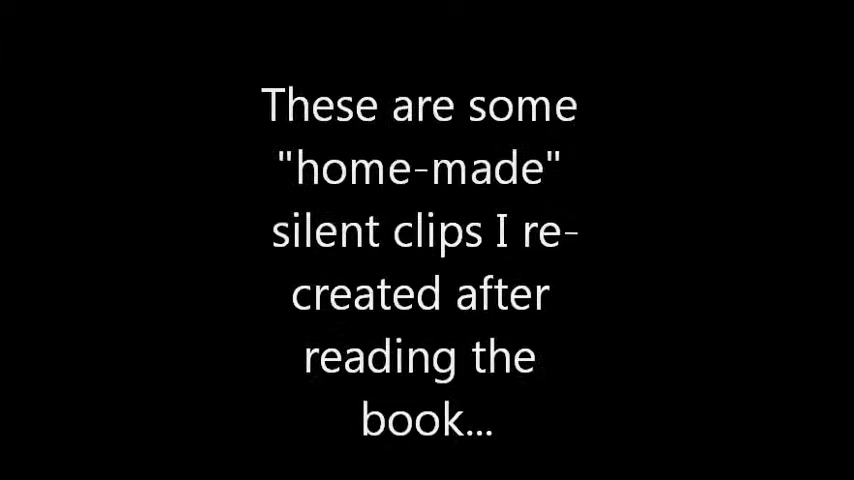 These are some
"home-made"
silent clips I re-
created after
reading the
book...